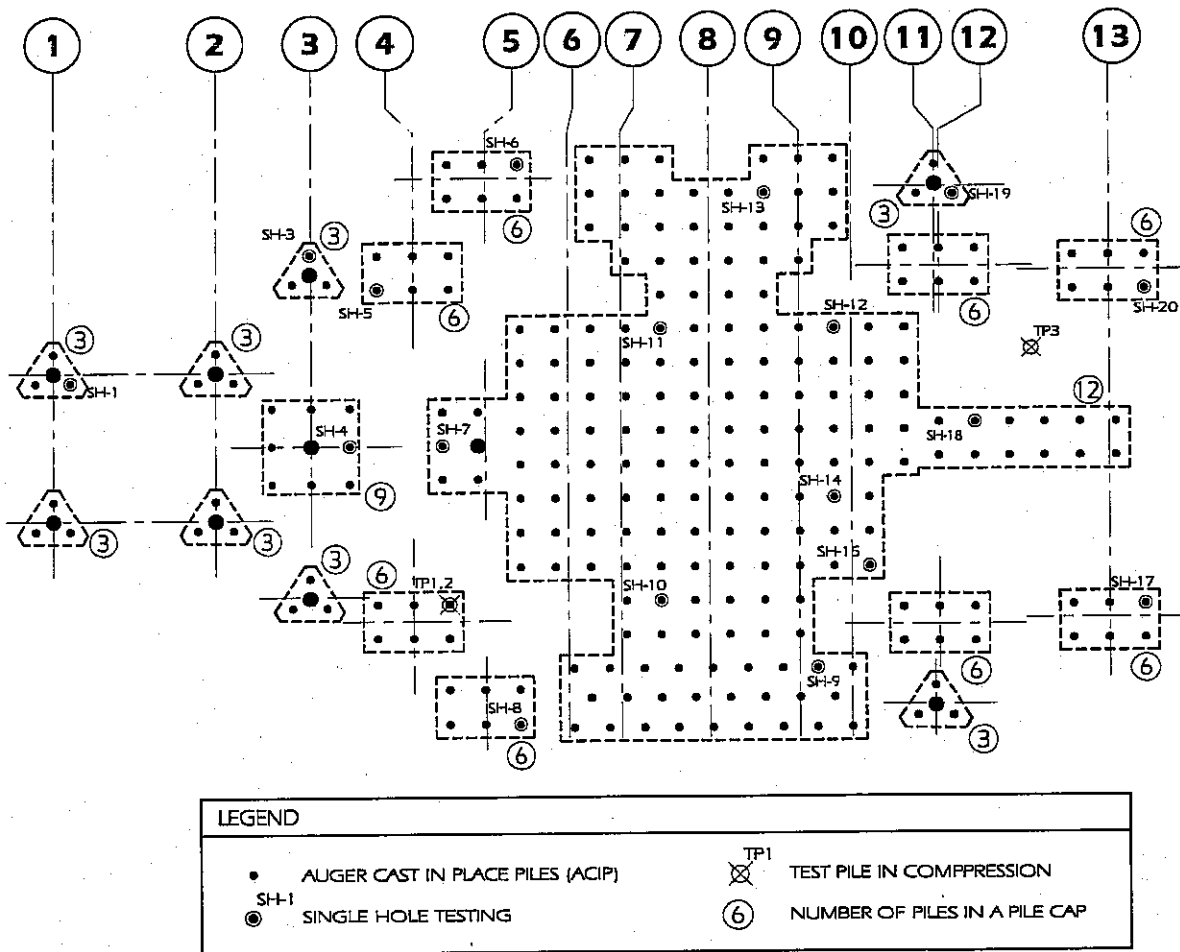 1 2 3 4 5 6 7 8 9 10 11 12 13
SH-6
6
SH-13
SH-19
3
SH-3
3
6
SH-5
6
6
SH-20
SH-12
SH-11
TP3
3
SH-1
3
12
SH-4
SH-7
SH-18
9
SH-14
3
3
SH-15
3
6
TP1,2
SH-10
SH-17
SH-9
6
6
SH-8
6
3
LEGEND
AUGER CAST IN PLACE PILES (ACIP)
SH-1
SINGLE HOLE TESTING
TP1
TEST PILE IN COMPPRESSION
6
NUMBER OF PILES IN A PILE CAP